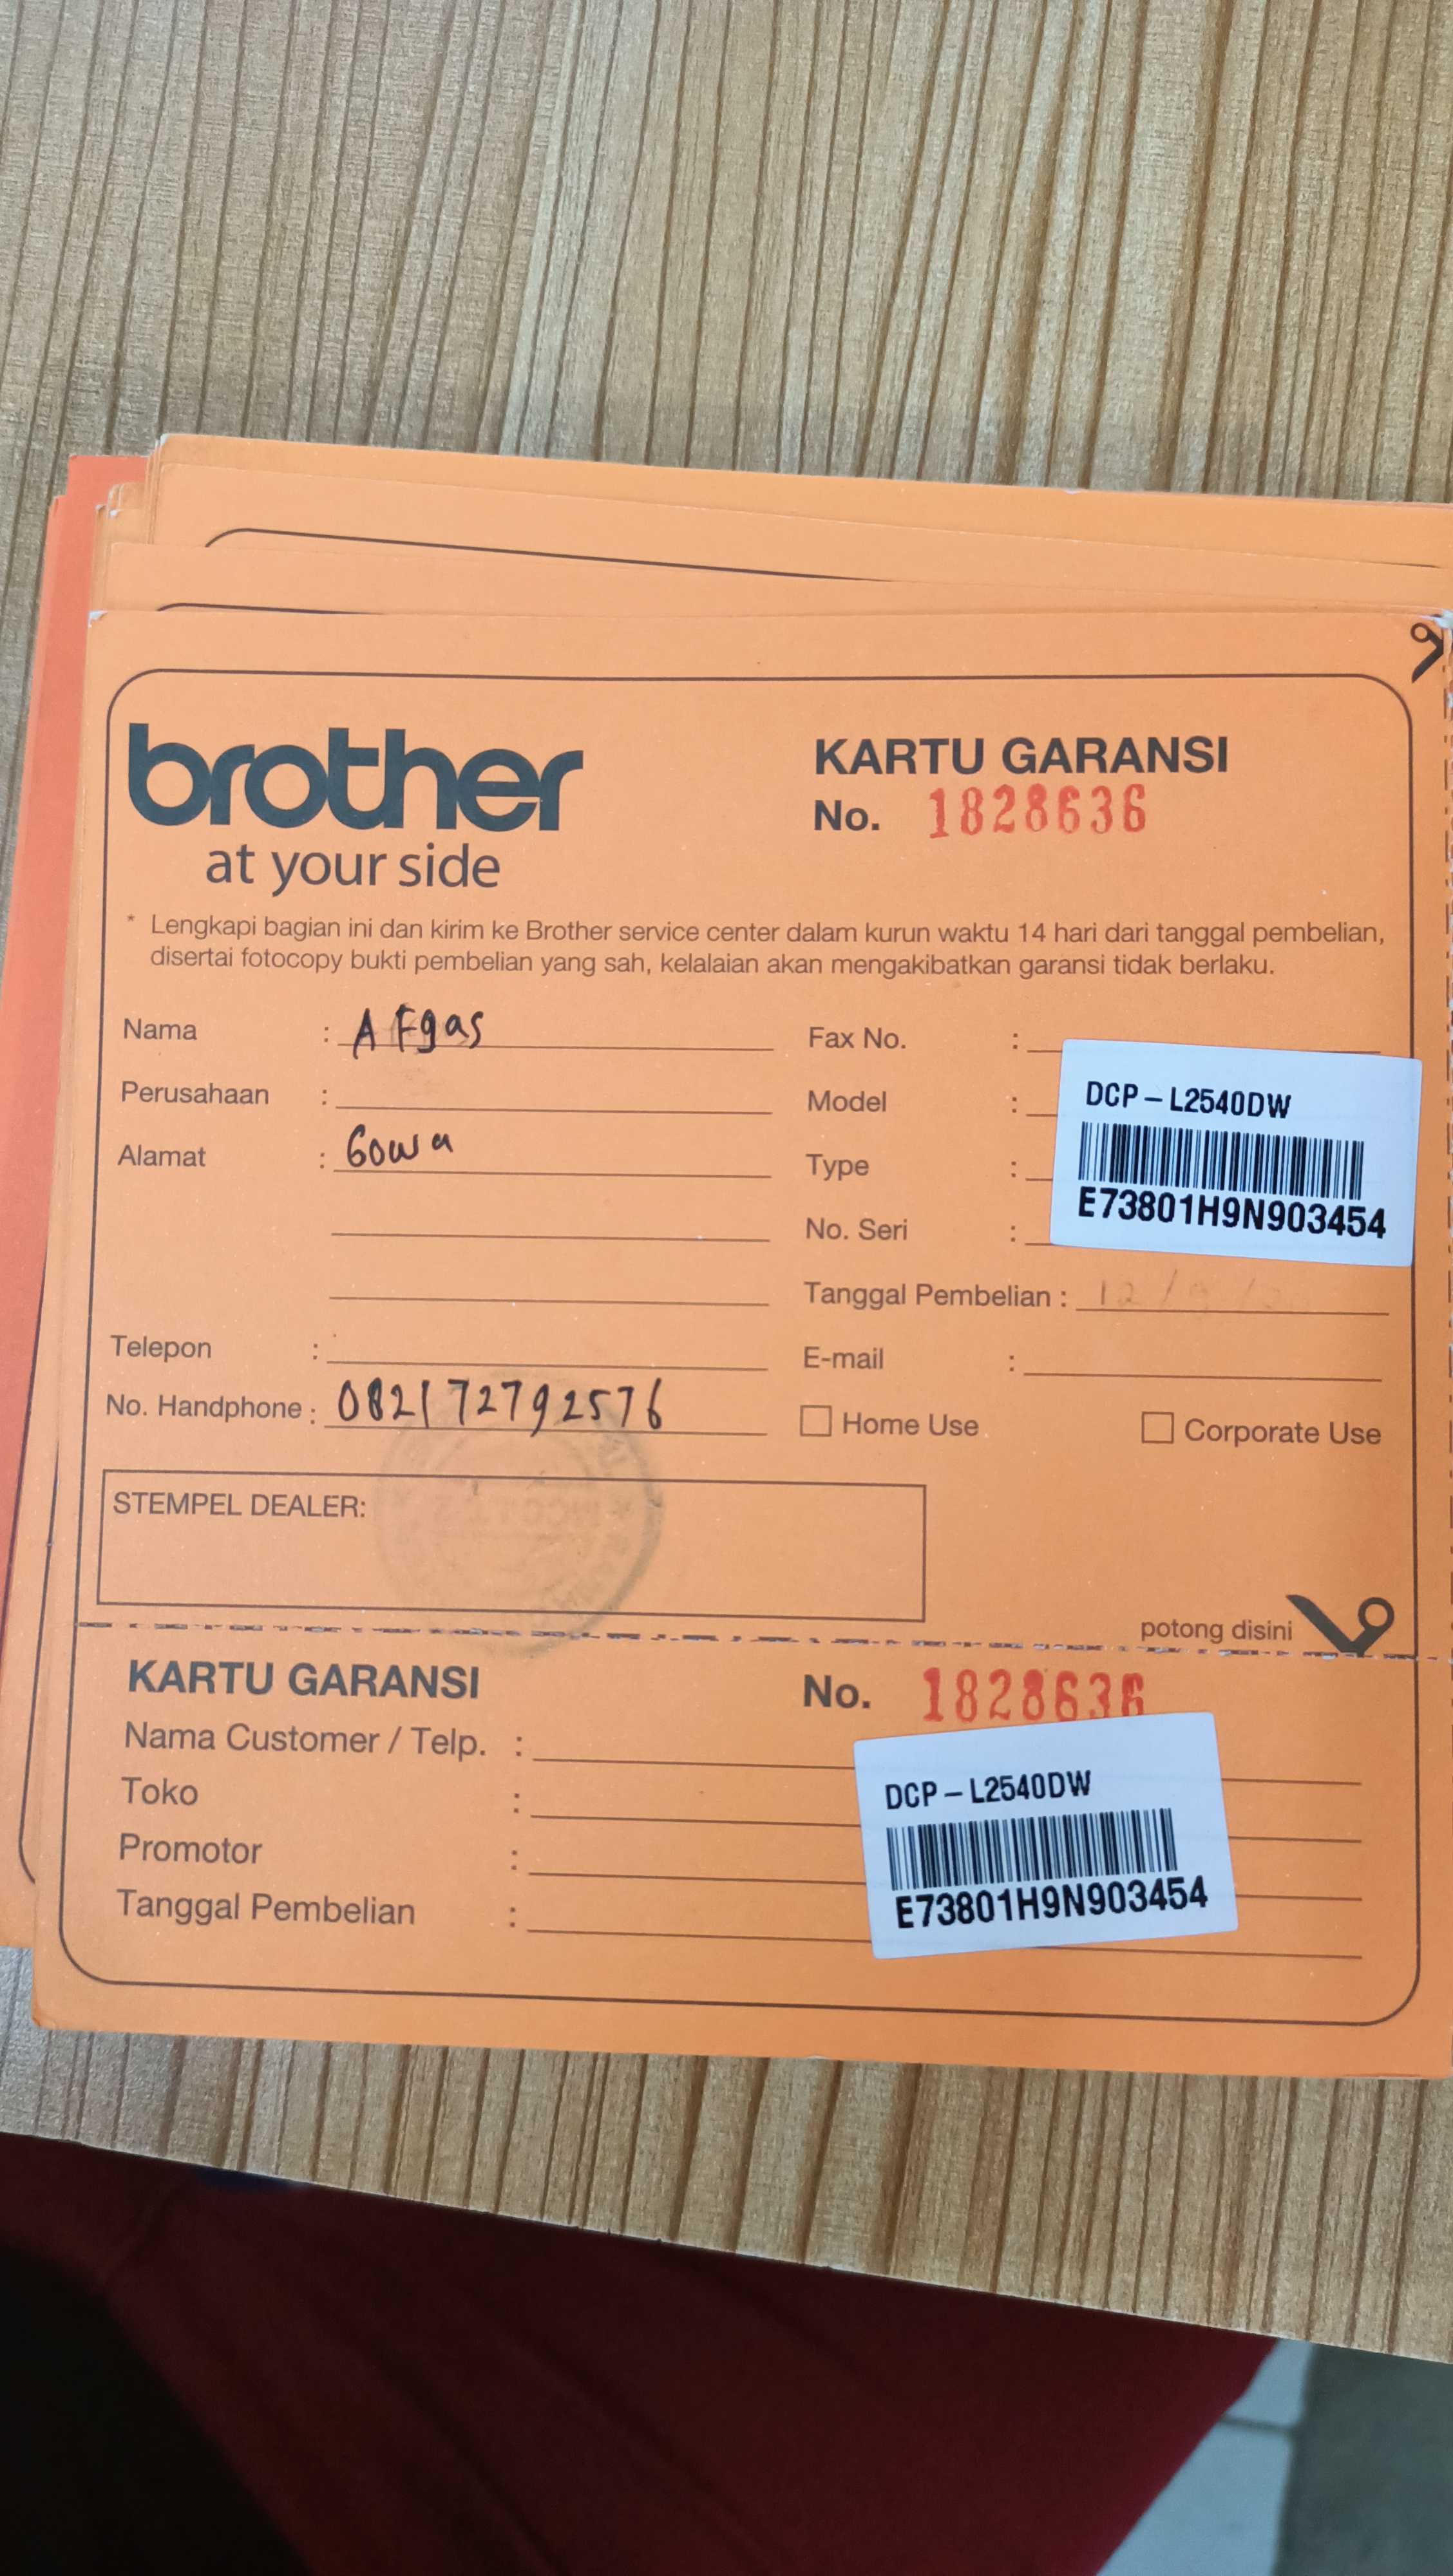 brother
at your side
KARTU GARANSI
No. 1828636
* Lengkapi bagian ini dan kirim ke Brother service center dalam kurun waktu 14 hari dari tanggal pembelian,
disertai fotocopy bukti pembelian yang sah, kelalaian akan mengakibatkan garansi tidak berlaku.
Nama : AFgas
Perusahaan :
Alamat : Gowa
Telepon :
No. Handphone : 082172792576
Fax No. :
Model :
Type :
No. Seri :
DCP – L2540DW
E73801H9N903454
Tanggal Pembelian : 12/
E-mail :
Home Use
Corporate Use
STEMPEL DEALER:
potong disini
KARTU GARANSI
No. 1828636
Nama Customer / Telp. :
Toko :
Promotor :
Tanggal Pembelian :
DCP – L2540DW
E73801H9N903454